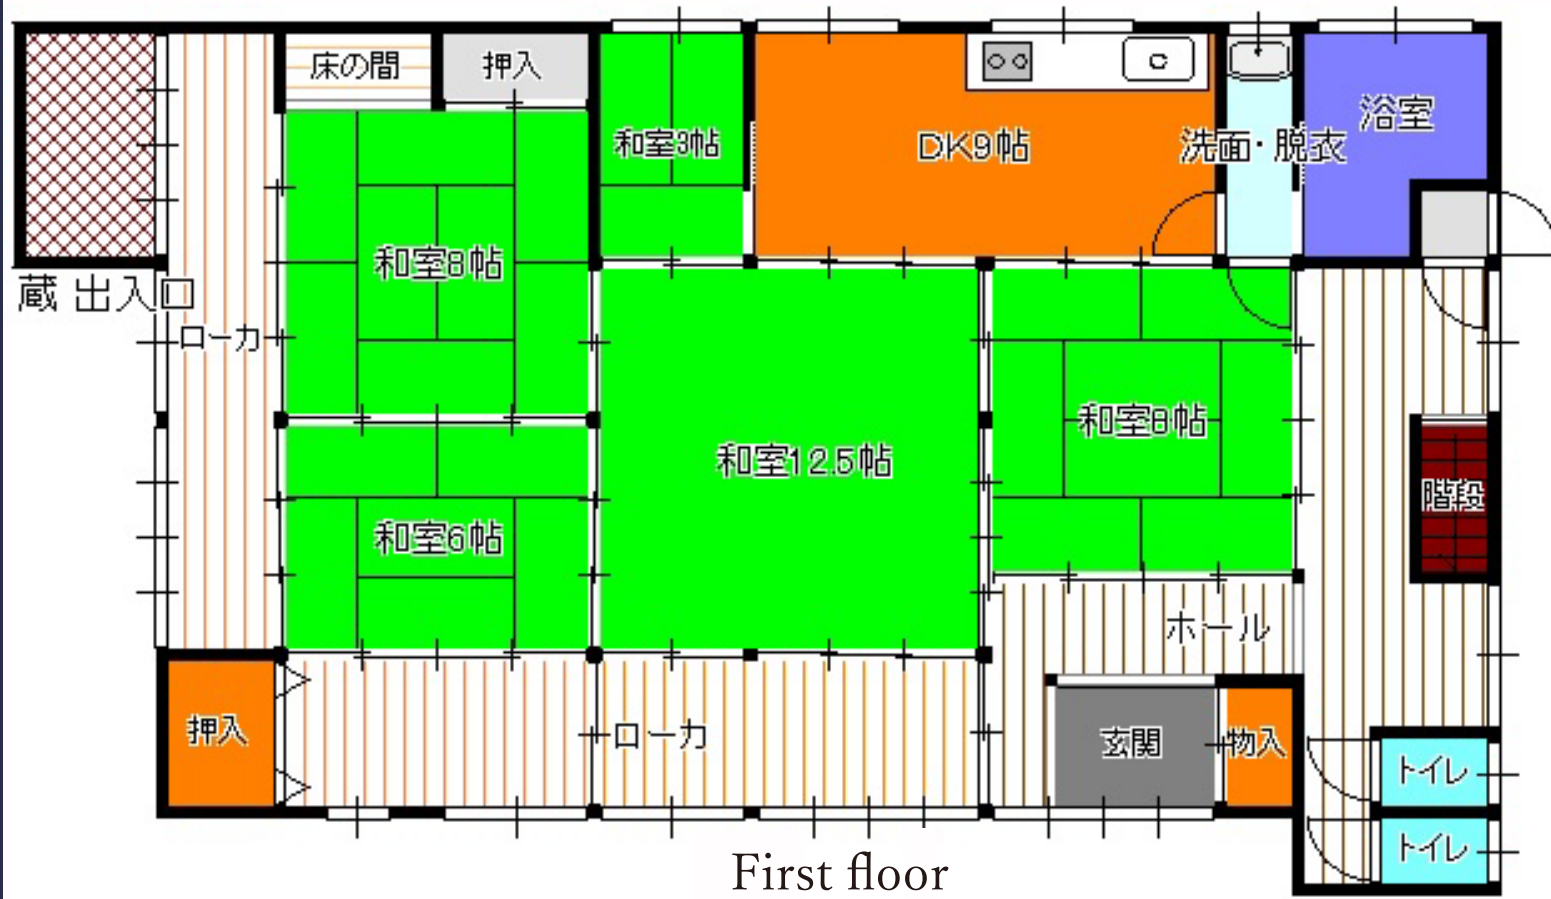 床の間
押入
和室3帖
DK9帖
洗面・脱衣
浴室
和室8帖
蔵 出入口
ローカ
和室12.5帖
和室8帖
階段
和室6帖
ホール
押入
ローカ
玄関
物入
トイレ
トイレ
First floor